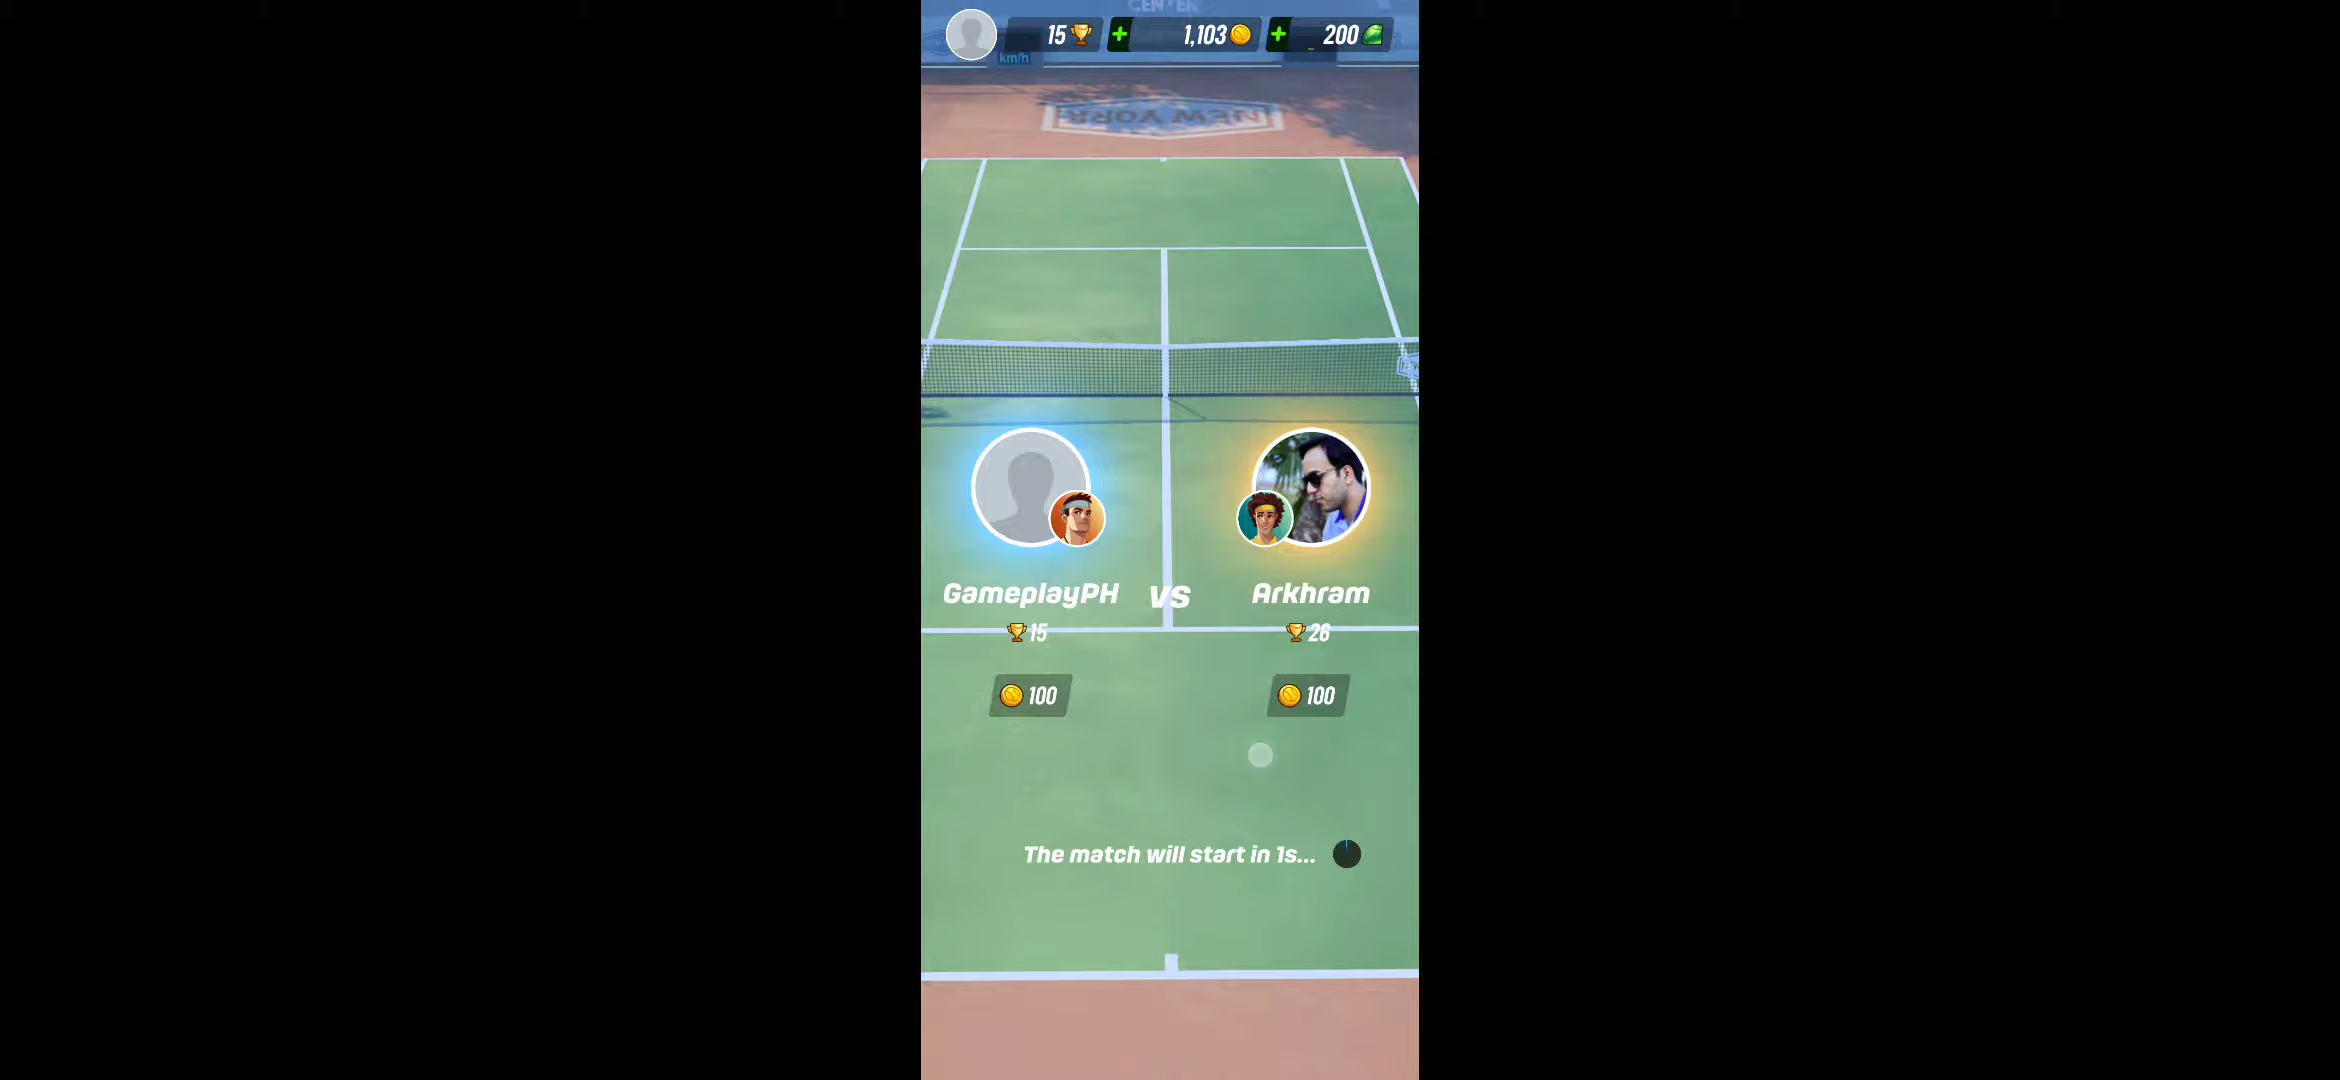 CENTER
15
1,103
200
km/h
NEW YORK
GameplayPH VS Arkhram
15
26
100
100
The match will start in 1s...